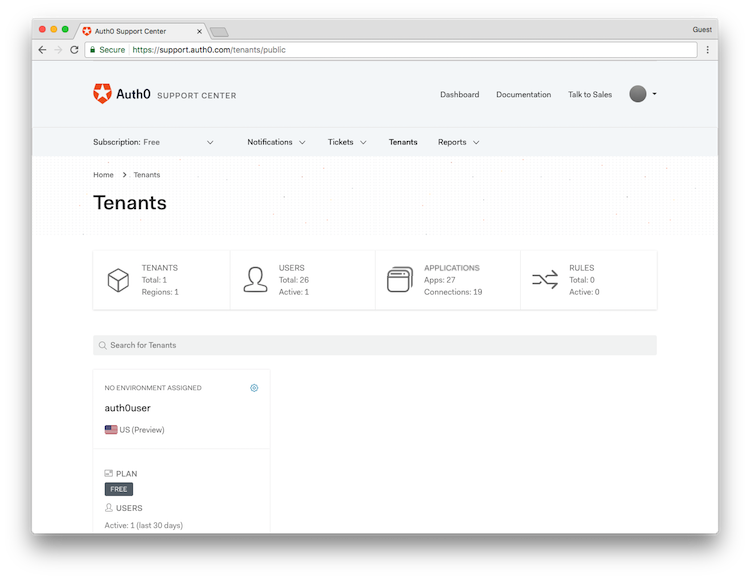 Auth0 Support Center
Guest
Secure https://support.auth0.com/tenants/public
Auth0 SUPPORT CENTER
Dashboard Documentation Talk to Sales
Subscription: Free Notifications Tickets Tenants Reports
Home Tenants
Tenants
TENANTS
Total: 1
Regions: 1
USERS
Total: 26
Active: 1
APPLICATIONS
Apps: 27
Connections: 19
RULES
Total: 0
Active: 0
Search for Tenants
NO ENVIRONMENT ASSIGNED
auth0user
US (Preview)
PLAN
FREE
USERS
Active: 1 (last 30 days)